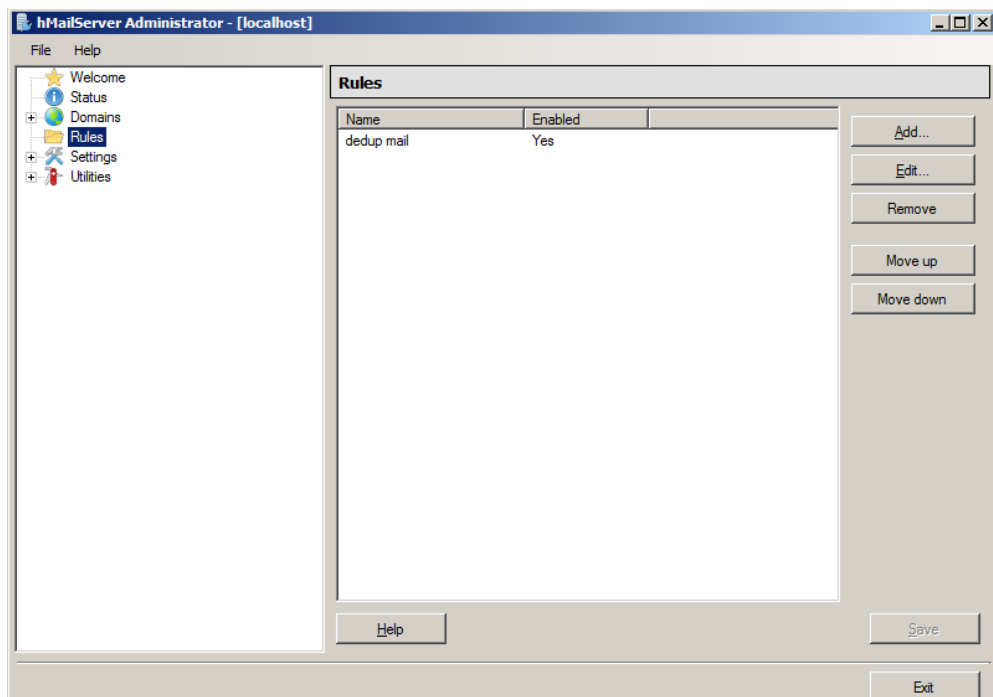 hMailServer Administrator - [localhost]
File Help
Welcome
Status
Domains
Rules
Settings
Utilities
Rules
Name Enabled
dedup mail Yes
Add...
Edit...
Remove
Move up
Move down
Help
Save
Exit